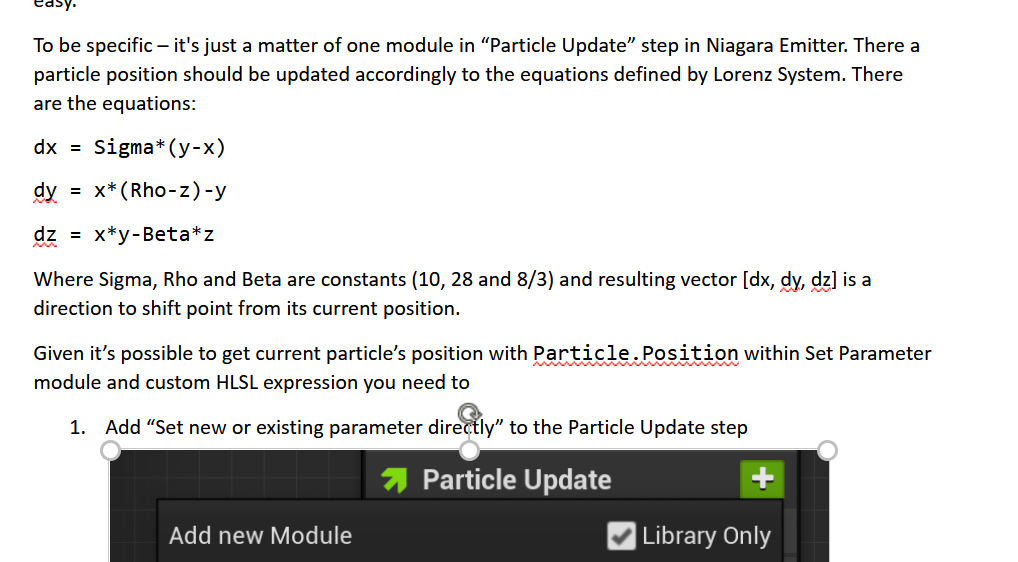 easy.
To be specific – it's just a matter of one module in “Particle Update” step in Niagara Emitter. There a
particle position should be updated accordingly to the equations defined by Lorenz System. There
are the equations:
dx = Sigma*(y-x)
dy = x*(Rho-z)-y
dz = x*y-Beta*z
Where Sigma, Rho and Beta are constants (10, 28 and 8/3) and resulting vector [dx, dy, dz] is a
direction to shift point from its current position.
Given it’s possible to get current particle’s position with Particle.Position within Set Parameter
module and custom HLSL expression you need to
1. Add “Set new or existing parameter directly” to the Particle Update step
Particle Update
Add new Module
Library Only